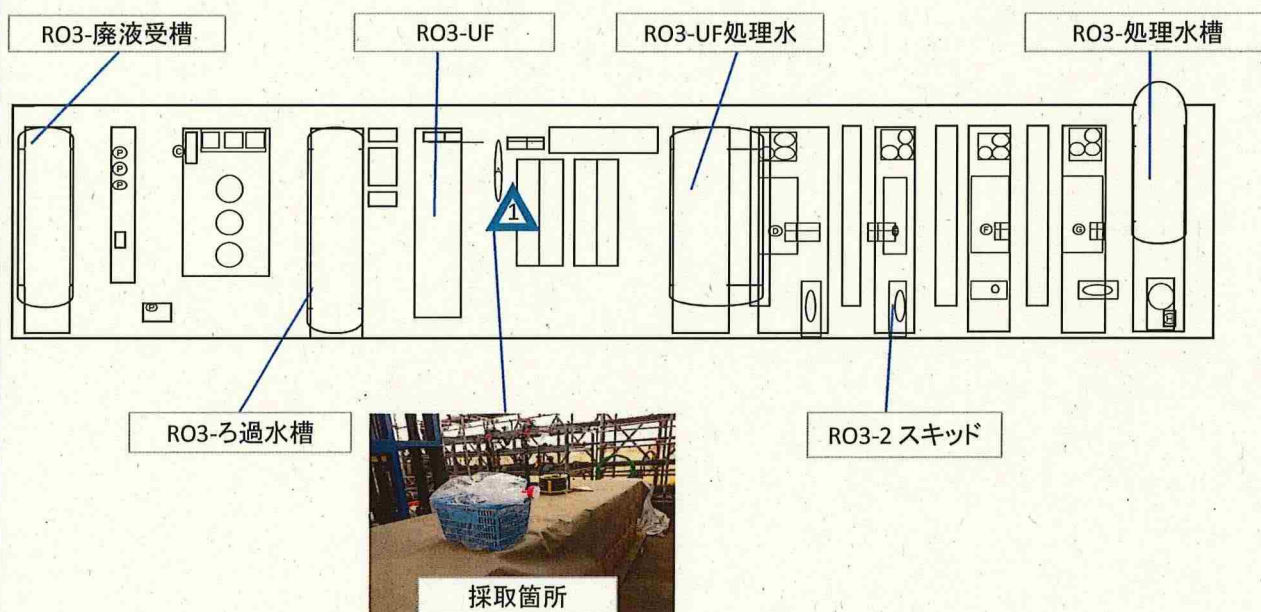 RO3-廃液受槽
RO3-UF
RO3-UF処理水
RO3-処理水槽
P
P
P
C
A
1
D
F
G
P
RO3-ろ過水槽
RO3-2 スキッド
採取箇所